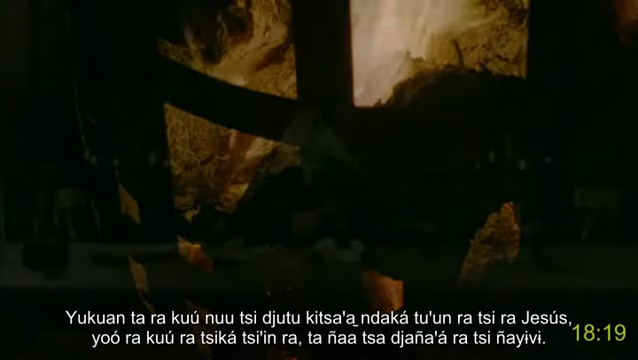 Yukuan ta ra kuú nuu tsi djutu kitsa'a̱ ndaká tu'un ra tsi ra Jesús,
yoó ra kuú ra tsiká tsi'in ra, ta ñaa tsa djaña'á ra tsi ñayɨvi.
18:19